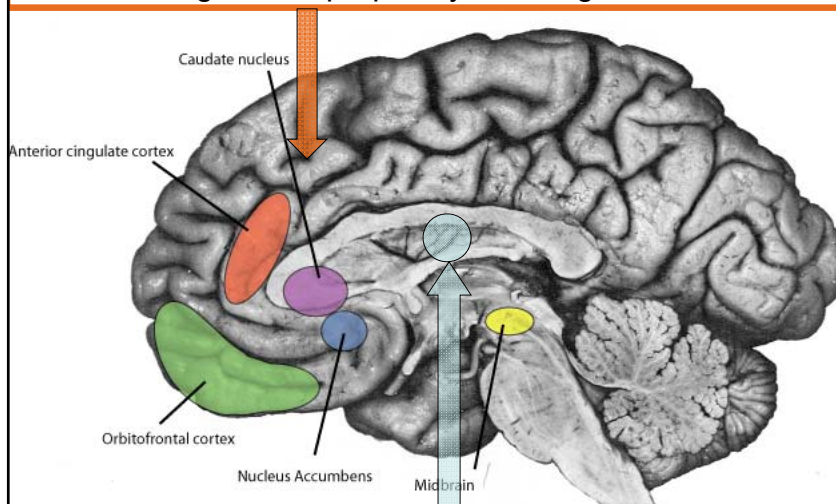 Caudate nucleus
Anterior cingulate cortex
Orbitofrontal cortex
Nucleus Accumbens
Midbrain